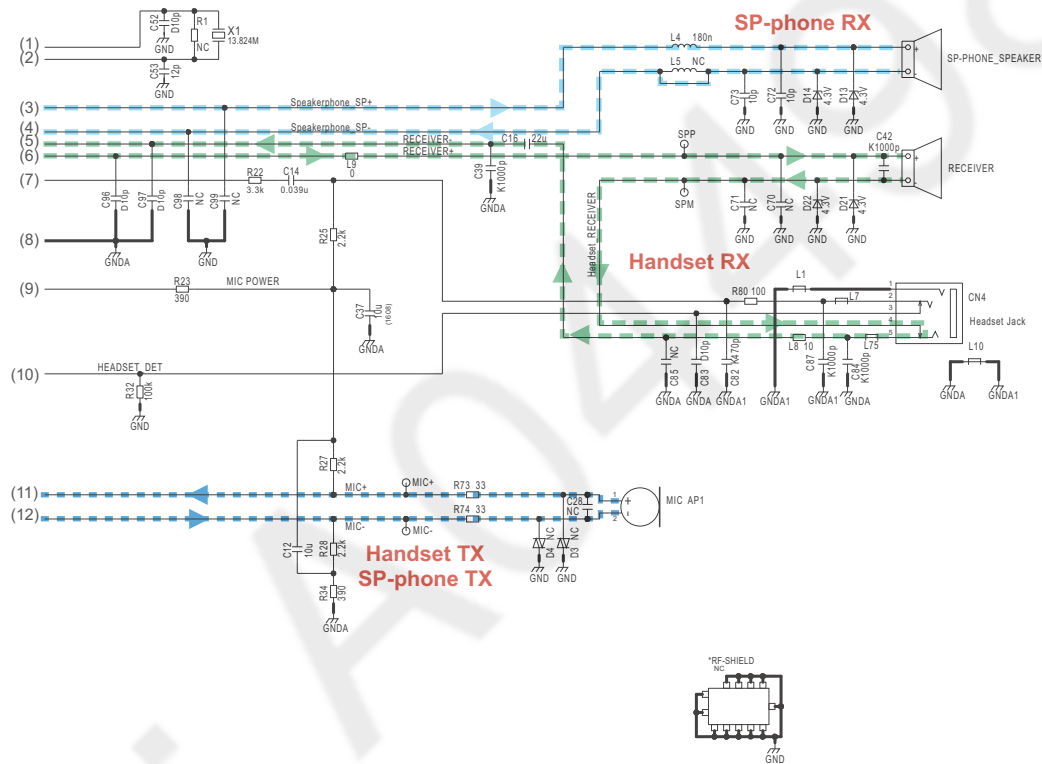 C52
D10p
R1
NC
X1
13.824M
GND
(1)
(2)
C53
12p
GND
SP-phone RX
L4 180n
L5 NC
SP-PHONE_SPEAKER
+
-
C73
10p
C72
10p
D14
4.3V
D13
4.3V
GND
GND
GND
GND
(3)
Speakerphone_SP+
(4)
Speakerphone_SP-
(5)
RECEIVER-
C16
22u
(6)
RECEIVER+
L9
0
SPP
C42
K1000p
+
-
RECEIVER
C39
K1000p
GNDA
SPM
(7)
R22
3.3k
C14
0.039u
C96
D10p
C97
D10p
C98
NC
C99
NC
C71
NC
C70
NC
D22
4.3V
D21
4.3V
GND
GND
GND
GND
R25
2.2k
Headset_RECEIVER
(8)
GNDA
GND
Handset RX
(9)
R23
390
MIC POWER
C37
10u
(1608)
GNDA
L1
R80 100
L7
1
2
3
4
5
CN4
Headset Jack
L8 10
L75
L10
C85
NC
C83
D10p
C82
K470p
C87
K1000p
C84
K1000p
GNDA
GNDA
GNDA1
GNDA1
GNDA1
GNDA
GNDA
GNDA1
(10)
HEADSET_DET
R32
100k
GND
R27
2.2k
(11)
MIC+
MIC+
R73 33
C28
NC
1
+
-
2
MIC_AP1
(12)
MIC-
MIC-
R74 33
C12
10u
R28
2.2k
R34
390
GNDA
D4 NC
D3 NC
GND
GND
Handset TX
SP-phone TX
*RF-SHIELD
NC
GND